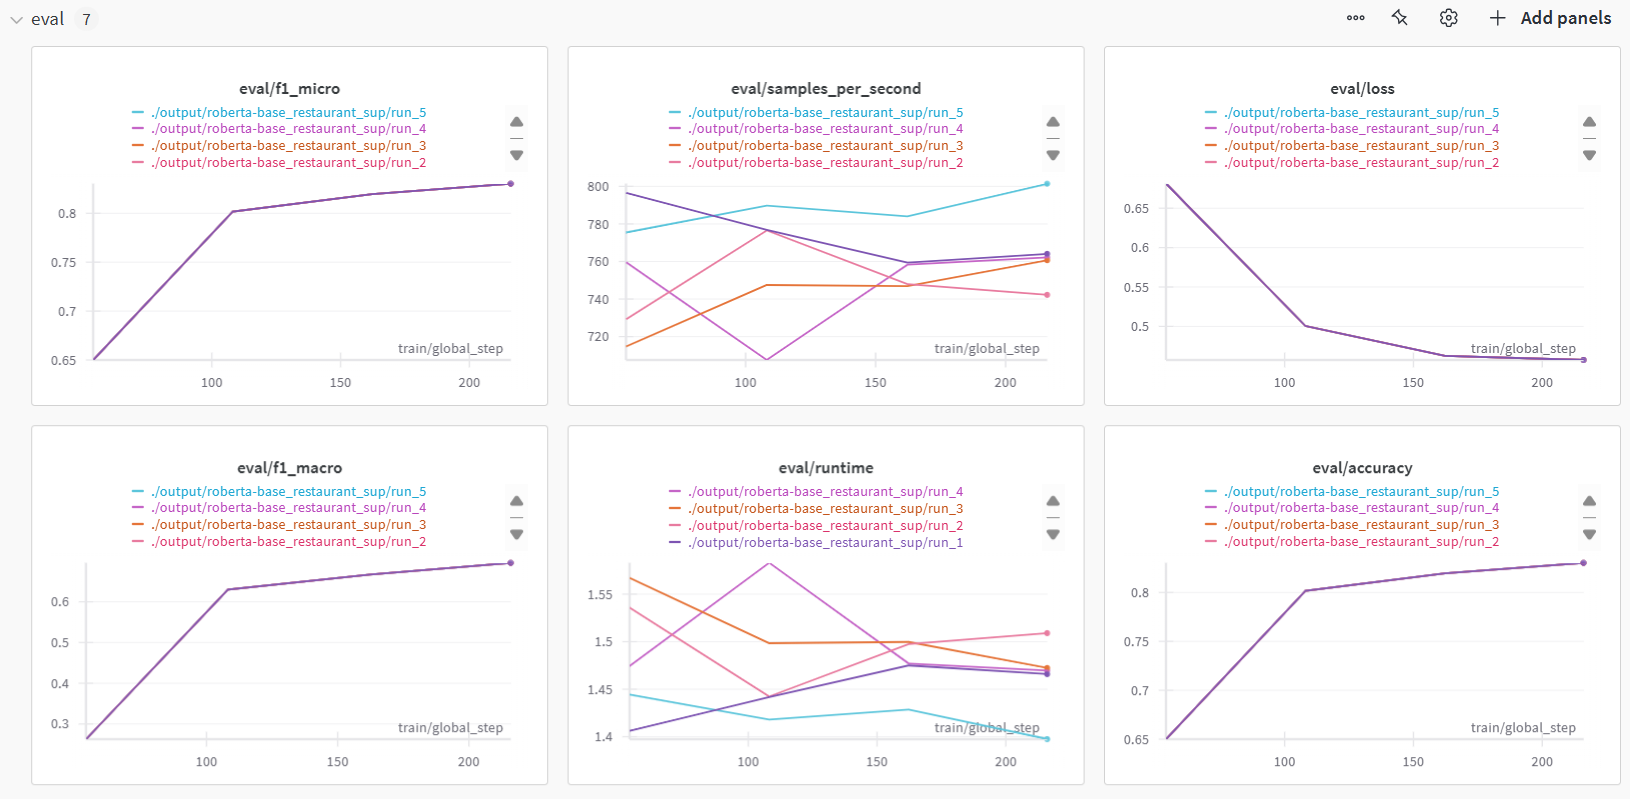 eval 7
Add panels
eval/f1_micro
./output/roberta-base_restaurant_sup/run_5
./output/roberta-base_restaurant_sup/run_4
./output/roberta-base_restaurant_sup/run_3
./output/roberta-base_restaurant_sup/run_2
0.8
0.75
0.7
0.65
train/global_step
100 150 200
eval/samples_per_second
./output/roberta-base_restaurant_sup/run_5
./output/roberta-base_restaurant_sup/run_4
./output/roberta-base_restaurant_sup/run_3
./output/roberta-base_restaurant_sup/run_2
800
780
760
740
720
train/global_step
100 150 200
eval/loss
./output/roberta-base_restaurant_sup/run_5
./output/roberta-base_restaurant_sup/run_4
./output/roberta-base_restaurant_sup/run_3
./output/roberta-base_restaurant_sup/run_2
0.65
0.6
0.55
0.5
train/global_step
100 150 200
eval/f1_macro
./output/roberta-base_restaurant_sup/run_5
./output/roberta-base_restaurant_sup/run_4
./output/roberta-base_restaurant_sup/run_3
./output/roberta-base_restaurant_sup/run_2
0.6
0.5
0.4
0.3
train/global_step
100 150 200
eval/runtime
./output/roberta-base_restaurant_sup/run_4
./output/roberta-base_restaurant_sup/run_3
./output/roberta-base_restaurant_sup/run_2
./output/roberta-base_restaurant_sup/run_1
1.55
1.5
1.45
1.4
train/global_step
100 150 200
eval/accuracy
./output/roberta-base_restaurant_sup/run_5
./output/roberta-base_restaurant_sup/run_4
./output/roberta-base_restaurant_sup/run_3
./output/roberta-base_restaurant_sup/run_2
0.8
0.75
0.7
0.65
train/global_step
100 150 200